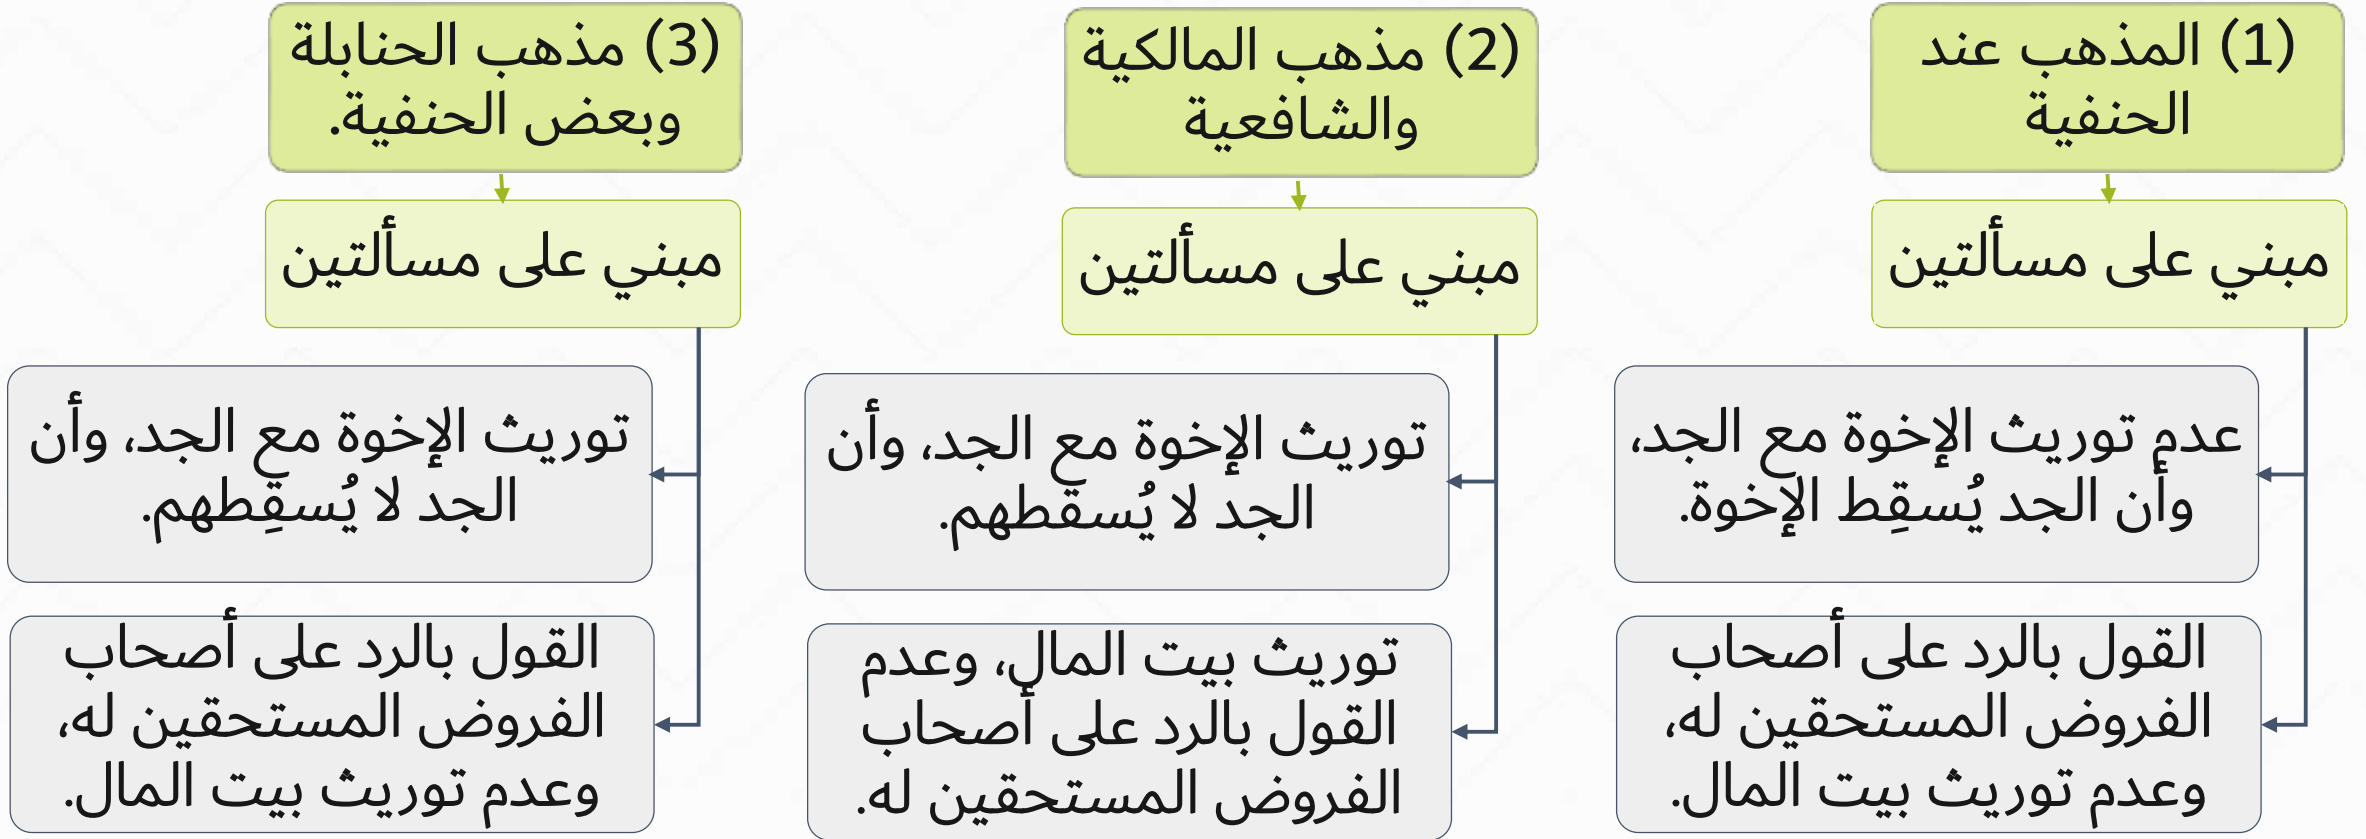 (1) المذهب عند
الحنفية
مبني على مسألتين
عدم توريث الإخوة مع الجد،
وأن الجد يُسقِط الإخوة.
القول بالرد على أصحاب
الفروض المستحقين له،
وعدم توريث بيت المال.
(2) مذهب المالكية
والشافعية
مبني على مسألتين
توريث الإخوة مع الجد، وأن
الجد لا يُسقطهم.
توريث بيت المال، وعدم
القول بالرد على أصحاب
الفروض المستحقين له.
(3) مذهب الحنابلة
وبعض الحنفية.
مبني على مسألتين
توريث الإخوة مع الجد، وأن
الجد لا يُسقِطهم.
القول بالرد على أصحاب
الفروض المستحقين له،
وعدم توريث بيت المال.